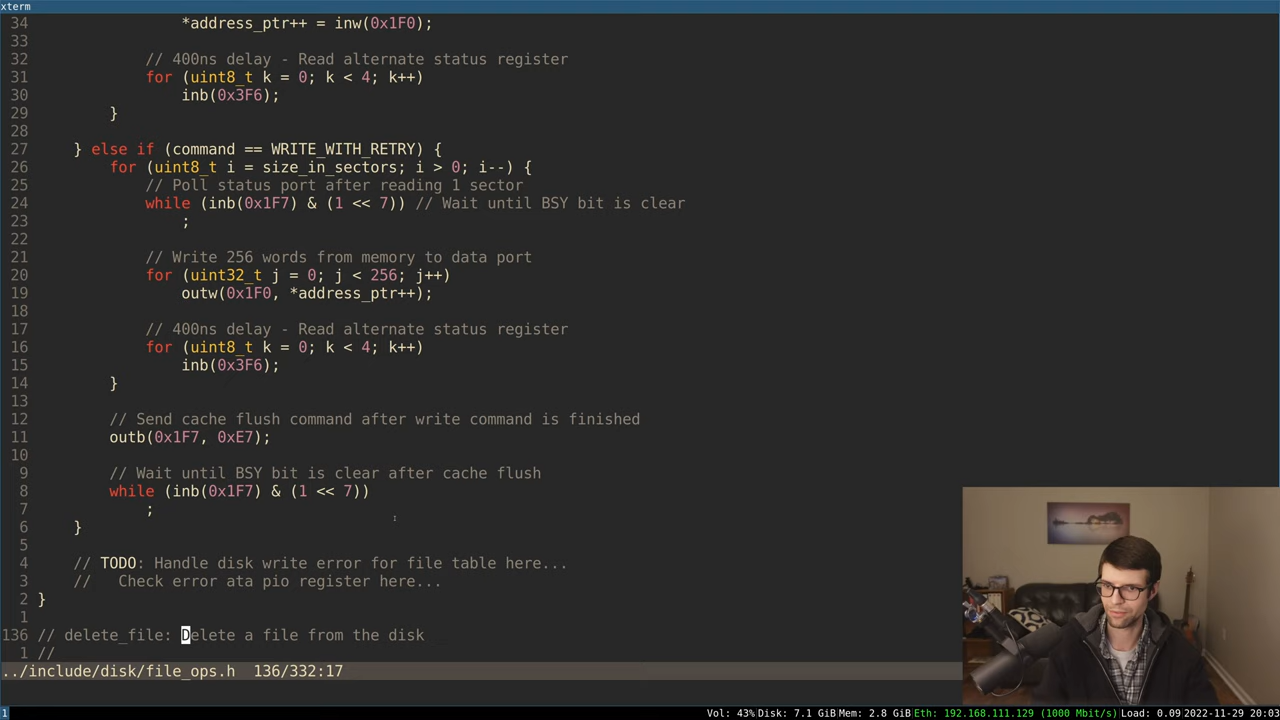 xterm
34 *address_ptr++ = inw(0x1F0);
33
32 // 400ns delay - Read alternate status register
31 for (uint8_t k = 0; k < 4; k++)
30 inb(0x3F6);
29 }
28
27 } else if (command == WRITE_WITH_RETRY) {
26 for (uint8_t i = size_in_sectors; i > 0; i--) {
25 // Poll status port after reading 1 sector
24 while (inb(0x1F7) & (1 << 7)) // Wait until BSY bit is clear
23 ;
22
21 // Write 256 words from memory to data port
20 for (uint32_t j = 0; j < 256; j++)
19 outw(0x1F0, *address_ptr++);
18
17 // 400ns delay - Read alternate status register
16 for (uint8_t k = 0; k < 4; k++)
15 inb(0x3F6);
14 }
13
12 // Send cache flush command after write command is finished
11 outb(0x1F7, 0xE7);
10
9 // Wait until BSY bit is clear after cache flush
8 while (inb(0x1F7) & (1 << 7))
7 ;
6 }
5
4 // TODO: Handle disk write error for file table here...
3 // Check error ata pio register here...
2 }
1
136 // delete_file: Delete a file from the disk
1 //
../include/disk/file_ops.h 136/332:17
1 Vol: 43% Disk: 7.1 GiB Mem: 2.8 GiB Eth: 192.168.111.129 (1000 Mbit/s) Load: 0.09 2022-11-29 20:03